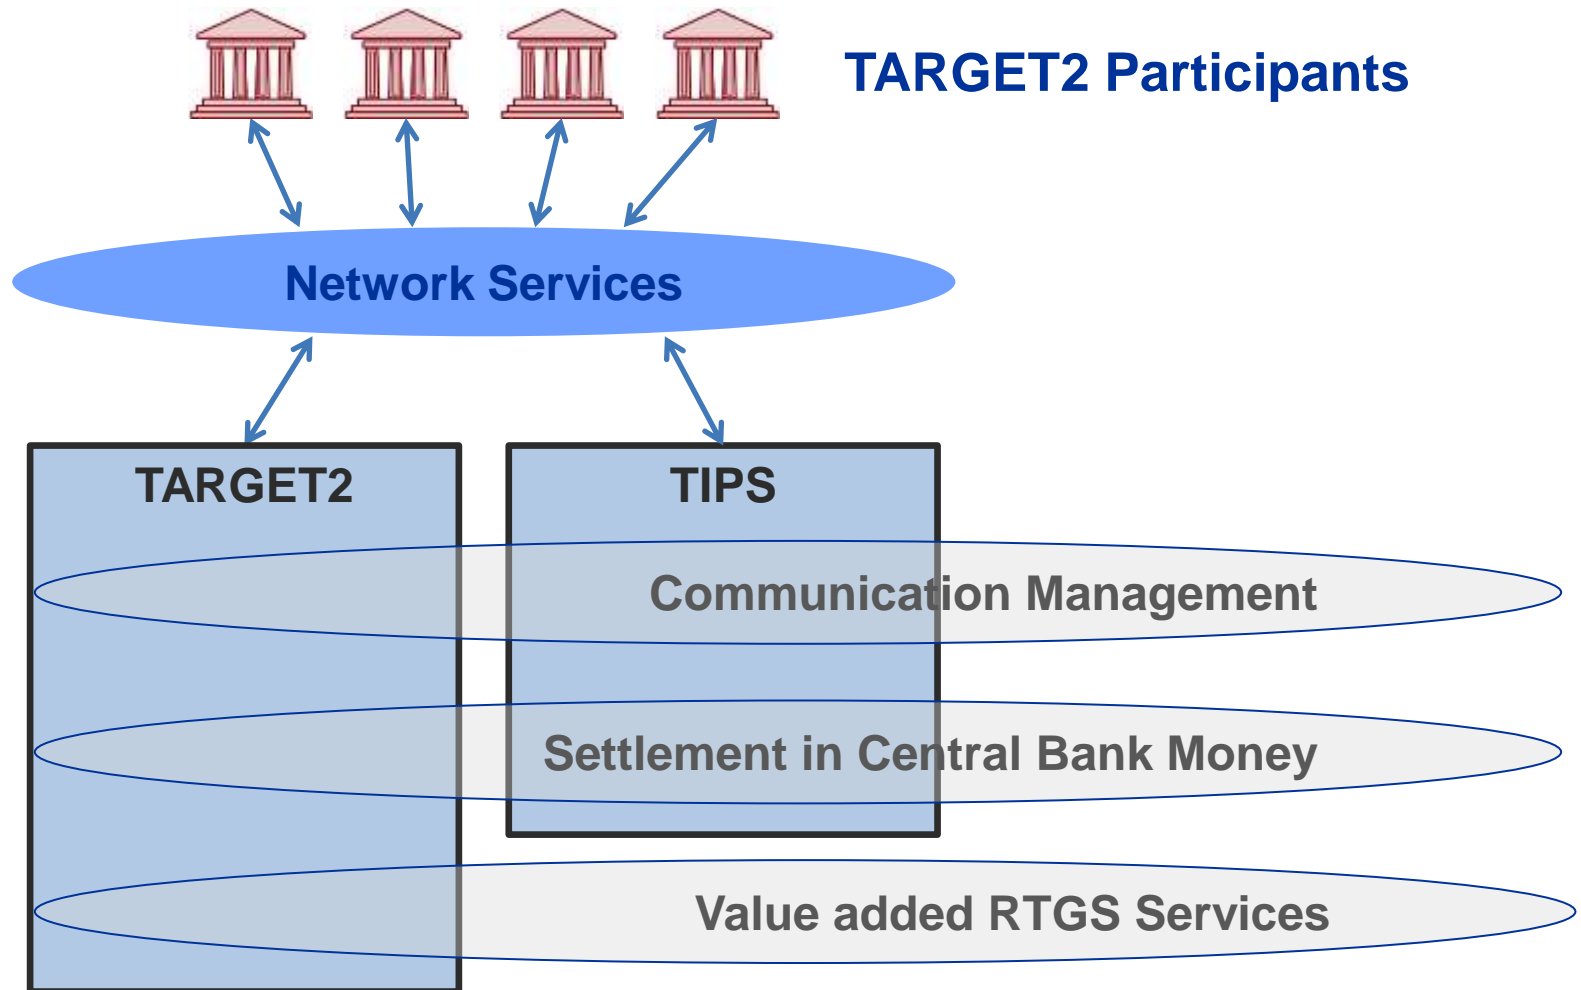 TARGET2 Participants
Network Services
TARGET2
TIPS
Communication Management
Settlement in Central Bank Money
Value added RTGS Services